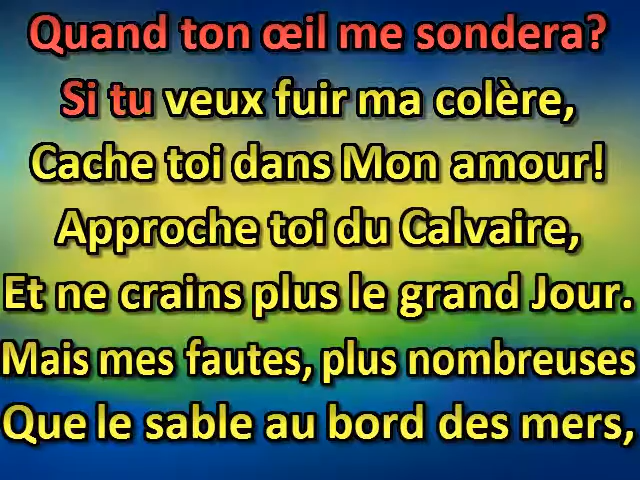 Quand ton œil me sondera?
Si tu veux fuir ma colère,
Cache toi dans Mon amour!
Approche toi du Calvaire,
Et ne crains plus le grand Jour.
Mais mes fautes, plus nombreuses
Que le sable au bord des mers,